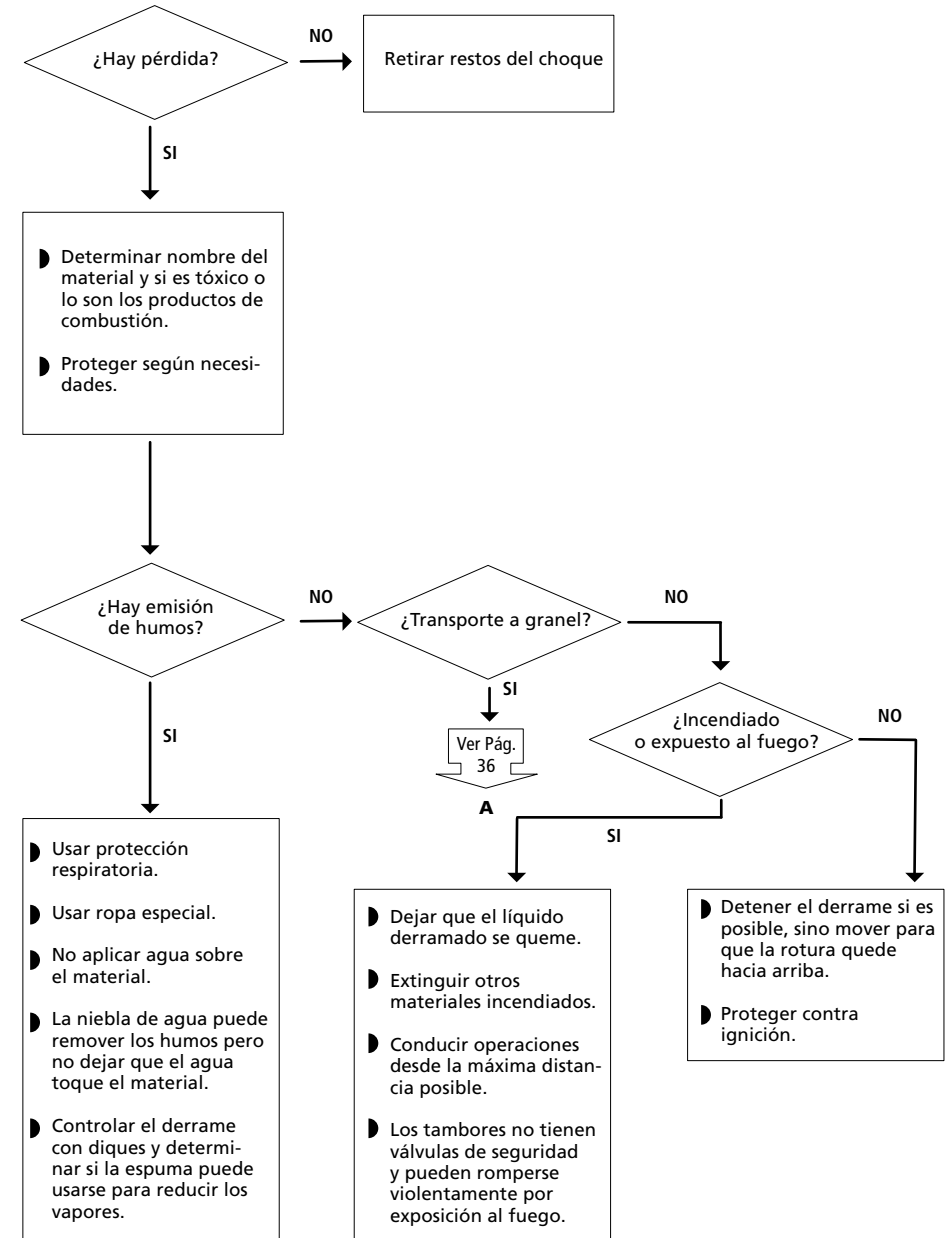 ¿Hay pérdida?
NO
Retirar restos del choque
SI
Determinar nombre del
material y si es tóxico o
lo son los productos de
combustión.
Proteger según necesi-
dades.
¿Hay emisión
de humos?
NO
¿Transporte a granel?
NO
SI
Ver Pág.
36
A
¿Incendiado
o expuesto al fuego?
NO
SI
SI
Usar protección
respiratoria.
Usar ropa especial.
No aplicar agua sobre
el material.
La niebla de agua puede
remover los humos pero
no dejar que el agua
toque el material.
Controlar el derrame
con diques y determi-
nar si la espuma puede
usarse para reducir los
vapores.
Dejar que el líquido
derramado se queme.
Extinguir otros
materiales incendiados.
Conducir operaciones
desde la máxima distan-
cia posible.
Los tambores no tienen
válvulas de seguridad
y pueden romperse
violentamente por
exposición al fuego.
Detener el derrame si es
posible, sino mover para
que la rotura quede
hacia arriba.
Proteger contra
ignición.